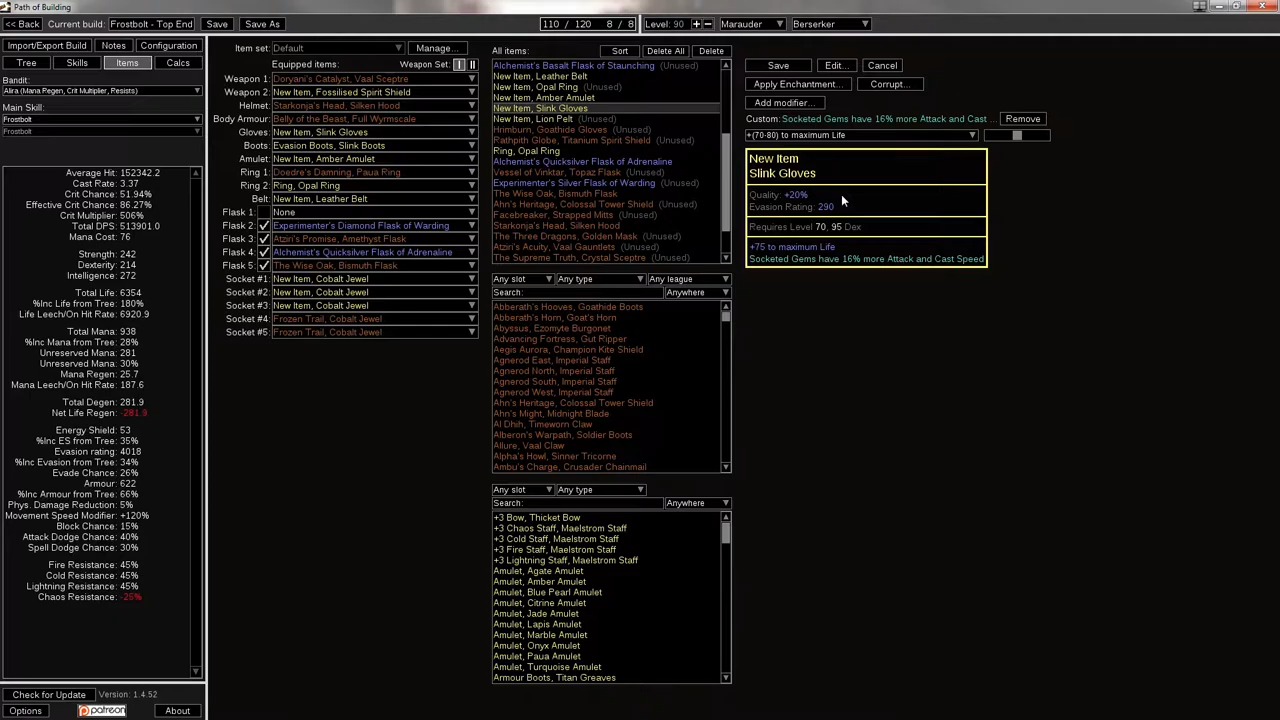 Path of Building
<< Back
Current build:
Frostbolt - Top End
Save
Save As
110 / 120 8 / 8
Level: 90
+
-
Marauder
Berserker
Import/Export Build
Notes
Configuration
Tree
Skills
Items
Calcs
Bandit:
Alira (Mana Regen, Crit Multiplier, Resists)
Main Skill:
Frostbolt
Frostbolt
Average Hit: 152342.2
Cast Rate: 3.37
Crit Chance: 51.94%
Effective Crit Chance: 86.27%
Crit Multiplier: 506%
Total DPS: 513901.0
Mana Cost: 76
Strength: 242
Dexterity: 214
Intelligence: 272
Total Life: 6354
%Inc Life from Tree: 180%
Life Leech/On Hit Rate: 6920.9
Total Mana: 938
%Inc Mana from Tree: 28%
Unreserved Mana: 281
Unreserved Mana: 30%
Mana Regen: 25.7
Mana Leech/On Hit Rate: 187.6
Total Degen: 281.9
Net Life Regen: -281.9
Energy Shield: 53
%Inc ES from Tree: 35%
Evasion rating: 4018
%Inc Evasion from Tree: 34%
Evade Chance: 26%
Armour: 622
%Inc Armour from Tree: 66%
Phys. Damage Reduction: 5%
Movement Speed Modifier: +120%
Block Chance: 15%
Attack Dodge Chance: 40%
Spell Dodge Chance: 30%
Fire Resistance: 45%
Cold Resistance: 45%
Lightning Resistance: 45%
Chaos Resistance: -25%
Check for Update
Version: 1.4.52
Options
patreon
About
Item set:
Default
Manage...
Equipped items:
Weapon Set:
I
II
Weapon 1: Doryani's Catalyst, Vaal Sceptre
Weapon 2: New Item, Fossilised Spirit Shield
Helmet: Starkonja's Head, Silken Hood
Body Armour: Belly of the Beast, Full Wyrmscale
Gloves: New Item, Slink Gloves
Boots: Evasion Boots, Slink Boots
Amulet: New Item, Amber Amulet
Ring 1: Doedre's Damning, Paua Ring
Ring 2: Ring, Opal Ring
Belt: New Item, Leather Belt
Flask 1: None
Flask 2: Experimenter's Diamond Flask of Warding
Flask 3: Atziri's Promise, Amethyst Flask
Flask 4: Alchemist's Quicksilver Flask of Adrenaline
Flask 5: The Wise Oak, Bismuth Flask
Socket #1: New Item, Cobalt Jewel
Socket #2: New Item, Cobalt Jewel
Socket #3: New Item, Cobalt Jewel
Socket #4: Frozen Trail, Cobalt Jewel
Socket #5: Frozen Trail, Cobalt Jewel
All items:
Sort
Delete All
Delete
Alchemist's Basalt Flask of Staunching (Unused)
New Item, Leather Belt
New Item, Opal Ring (Unused)
New Item, Amber Amulet
New Item, Slink Gloves
New Item, Lion Pelt (Unused)
Hrimburn, Goathide Gloves (Unused)
Rathpith Globe, Titanium Spirit Shield (Unused)
Ring, Opal Ring
Alchemist's Quicksilver Flask of Adrenaline
Vessel of Vinktar, Topaz Flask (Unused)
Experimenter's Silver Flask of Warding (Unused)
The Wise Oak, Bismuth Flask
Ahn's Heritage, Colossal Tower Shield (Unused)
Facebreaker, Strapped Mitts (Unused)
Starkonja's Head, Silken Hood
The Three Dragons, Golden Mask (Unused)
Atziri's Acuity, Vaal Gauntlets (Unused)
The Supreme Truth, Crystal Sceptre (Unused)
Any slot
Any type
Any league
Search:
Anywhere
Abberath's Hooves, Goathide Boots
Abberath's Horn, Goat's Horn
Abyssus, Ezomyte Burgonet
Advancing Fortress, Gut Ripper
Aegis Aurora, Champion Kite Shield
Agnerod East, Imperial Staff
Agnerod North, Imperial Staff
Agnerod South, Imperial Staff
Agnerod West, Imperial Staff
Ahn's Heritage, Colossal Tower Shield
Ahn's Might, Midnight Blade
Al Dhih, Timeworn Claw
Alberon's Warpath, Soldier Boots
Allure, Vaal Claw
Alpha's Howl, Sinner Tricorne
Ambu's Charge, Crusader Chainmail
Any slot
Any type
Search:
Anywhere
+3 Bow, Thicket Bow
+3 Chaos Staff, Maelstrom Staff
+3 Cold Staff, Maelstrom Staff
+3 Fire Staff, Maelstrom Staff
+3 Lightning Staff, Maelstrom Staff
Amulet, Agate Amulet
Amulet, Amber Amulet
Amulet, Blue Pearl Amulet
Amulet, Citrine Amulet
Amulet, Jade Amulet
Amulet, Lapis Amulet
Amulet, Marble Amulet
Amulet, Onyx Amulet
Amulet, Paua Amulet
Amulet, Turquoise Amulet
Armour Boots, Titan Greaves
Save
Edit...
Cancel
Apply Enchantment...
Corrupt...
Add modifier...
Custom: Socketed Gems have 16% more Attack and Cast ...
Remove
+(70-80) to maximum Life
New Item
Slink Gloves
Quality: +20%
Evasion Rating: 290
Requires Level 70, 95 Dex
+75 to maximum Life
Socketed Gems have 16% more Attack and Cast Speed